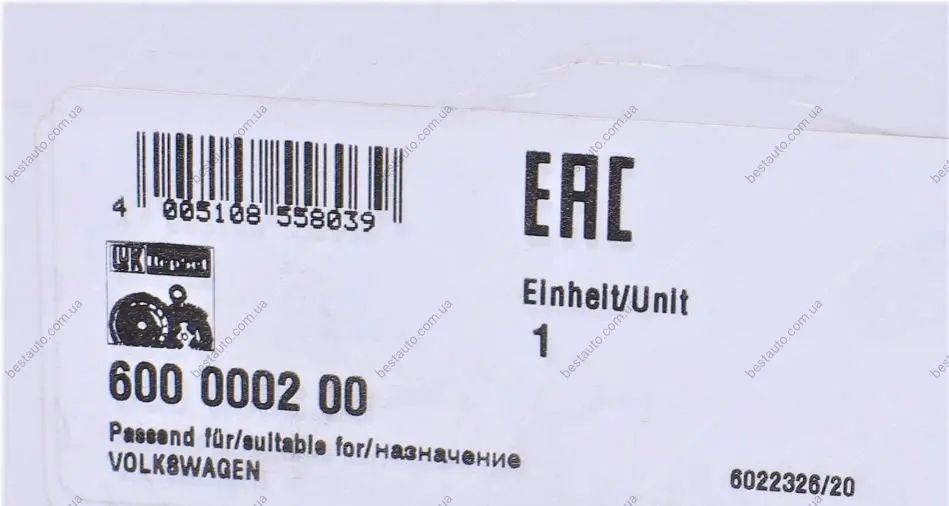 4 005108 558039
EAC
LUK
Einheit/Unit
1
600 0002 00
Passend für/suitable for/назначение
VOLKSWAGEN
6022326/20
bestauto.com.ua